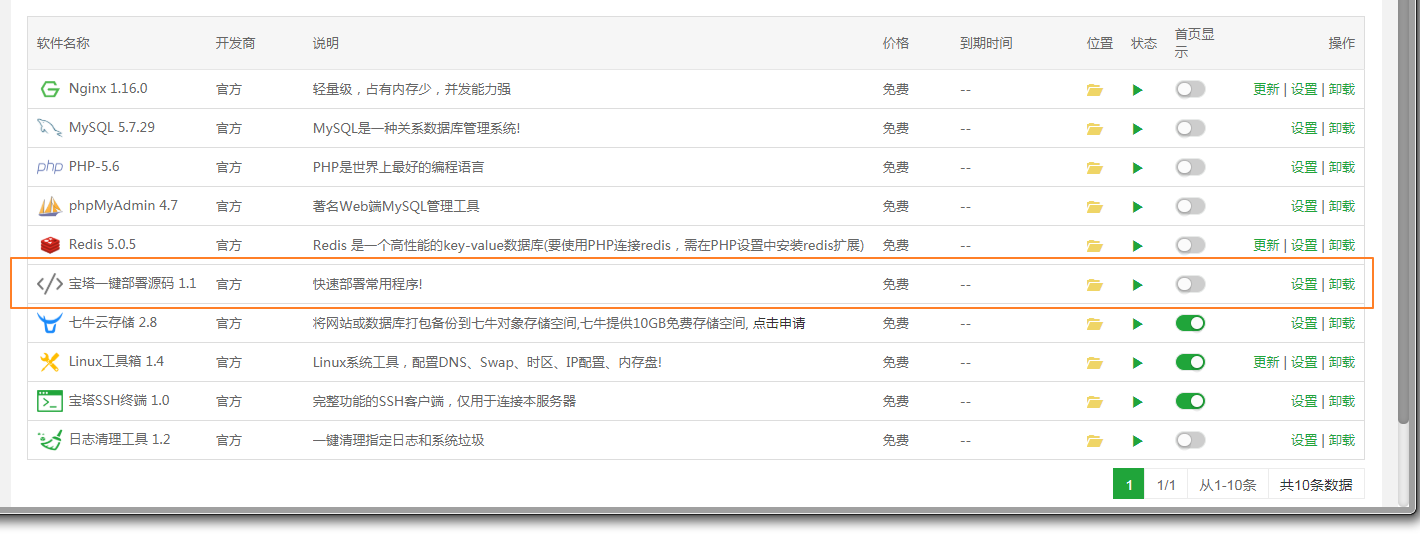 软件名称 开发商 说明 价格 到期时间 位置 状态 首页显示 操作
Nginx 1.16.0 官方 轻量级，占有内存少，并发能力强 免费 -- 更新 | 设置 | 卸载
MySQL 5.7.29 官方 MySQL是一种关系数据库管理系统! 免费 -- 设置 | 卸载
php PHP-5.6 官方 PHP是世界上最好的编程语言 免费 -- 设置 | 卸载
phpMyAdmin 4.7 官方 著名Web端MySQL管理工具 免费 -- 设置 | 卸载
Redis 5.0.5 官方 Redis 是一个高性能的key-value数据库(要使用PHP连接redis，需在PHP设置中安装redis扩展) 免费 -- 更新 | 设置 | 卸载
宝塔一键部署源码 1.1 官方 快速部署常用程序! 免费 -- 设置 | 卸载
七牛云存储 2.8 官方 将网站或数据库打包备份到七牛对象存储空间,七牛提供10GB免费存储空间, 点击申请 免费 -- 设置 | 卸载
Linux工具箱 1.4 官方 Linux系统工具，配置DNS、Swap、时区、IP配置、内存盘! 免费 -- 更新 | 设置 | 卸载
宝塔SSH终端 1.0 官方 完整功能的SSH客户端，仅用于连接本服务器 免费 -- 设置 | 卸载
日志清理工具 1.2 官方 一键清理指定日志和系统垃圾 免费 -- 设置 | 卸载
1 1/1 从1-10条 共10条数据